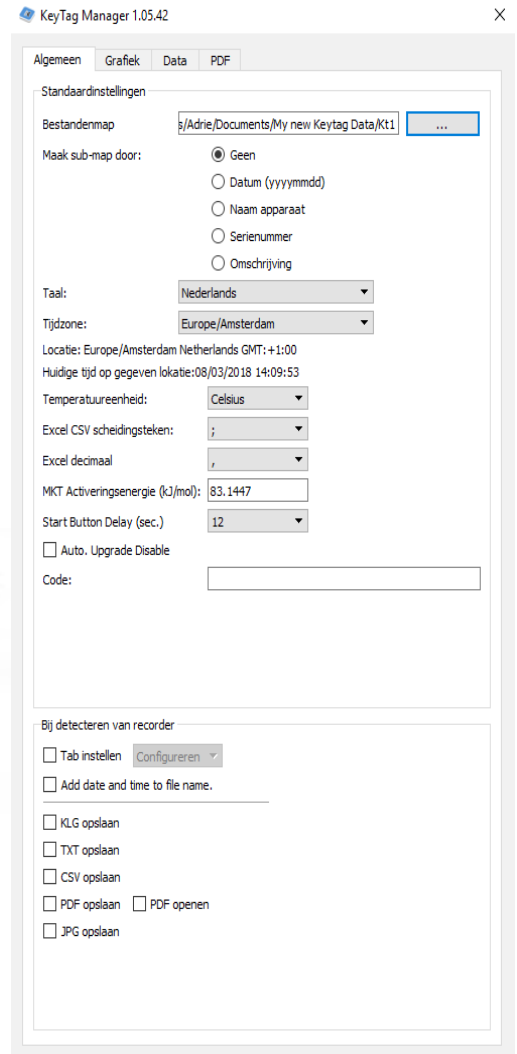 KeyTag Manager 1.05.42
Algemeen Grafiek Data PDF
Standaardinstellingen
Bestandenmap s/Adrie/Documents/My new Keytag Data/Kt1 ...
Maak sub-map door: Geen
Datum (yyyymmdd)
Naam apparaat
Serienummer
Omschrijving
Taal: Nederlands
Tijdzone: Europe/Amsterdam
Locatie: Europe/Amsterdam Netherlands GMT:+1:00
Huidige tijd op gegeven lokatie:08/03/2018 14:09:53
Temperatuureenheid: Celsius
Excel CSV scheidingsteken: ;
Excel decimaal ,
MKT Activeringsenergie (kJ/mol): 83.1447
Start Button Delay (sec.) 12
Auto. Upgrade Disable
Code:
Bij detecteren van recorder
Tab instellen Configureren
Add date and time to file name.
KLG opslaan
TXT opslaan
CSV opslaan
PDF opslaan PDF openen
JPG opslaan